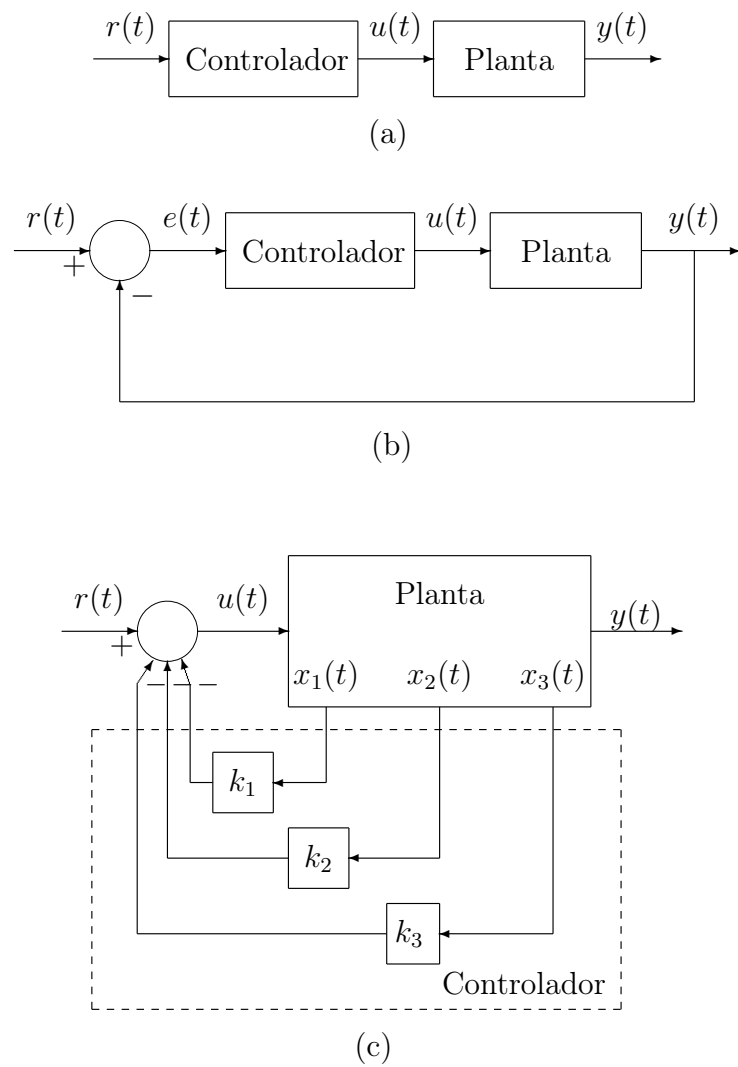 r(t) u(t) y(t)
Controlador Planta
(a)
r(t) e(t) u(t) y(t)
Controlador Planta
+
−
(b)
Planta
r(t) u(t) y(t)
+
− − −
x₁(t) x₂(t) x₃(t)
k₁
k₂
k₃
Controlador
(c)